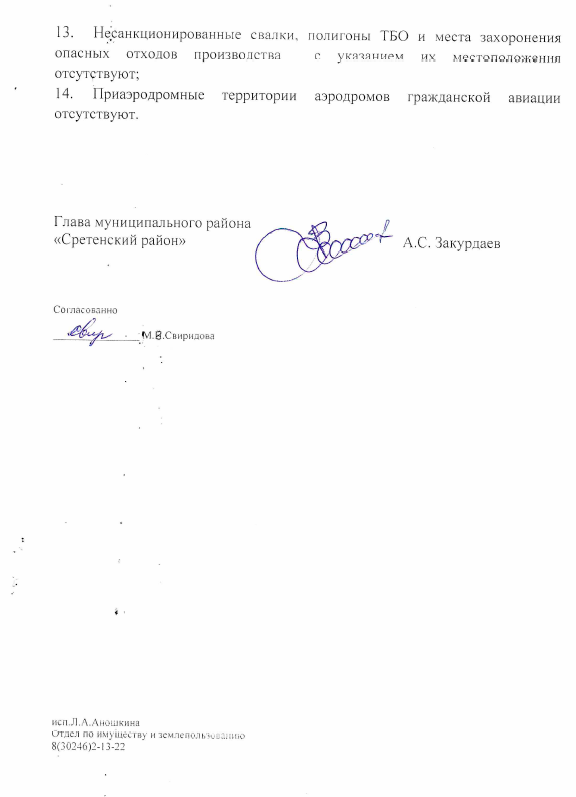 13. Несанкционированные свалки, полигоны ТБО и места захоронения
опасных отходов производства с указанием их местоположения
отсутствуют;
14. Приаэродромные территории аэродромов гражданской авиации
отсутствуют.
Глава муниципального района
«Сретенский район»
А.С. Закурдаев
Согласованно
М.В.Свиридова
исп.Л.А.Аношкина
Отдел по имуществу и землепользованию
8(30246)2-13-22